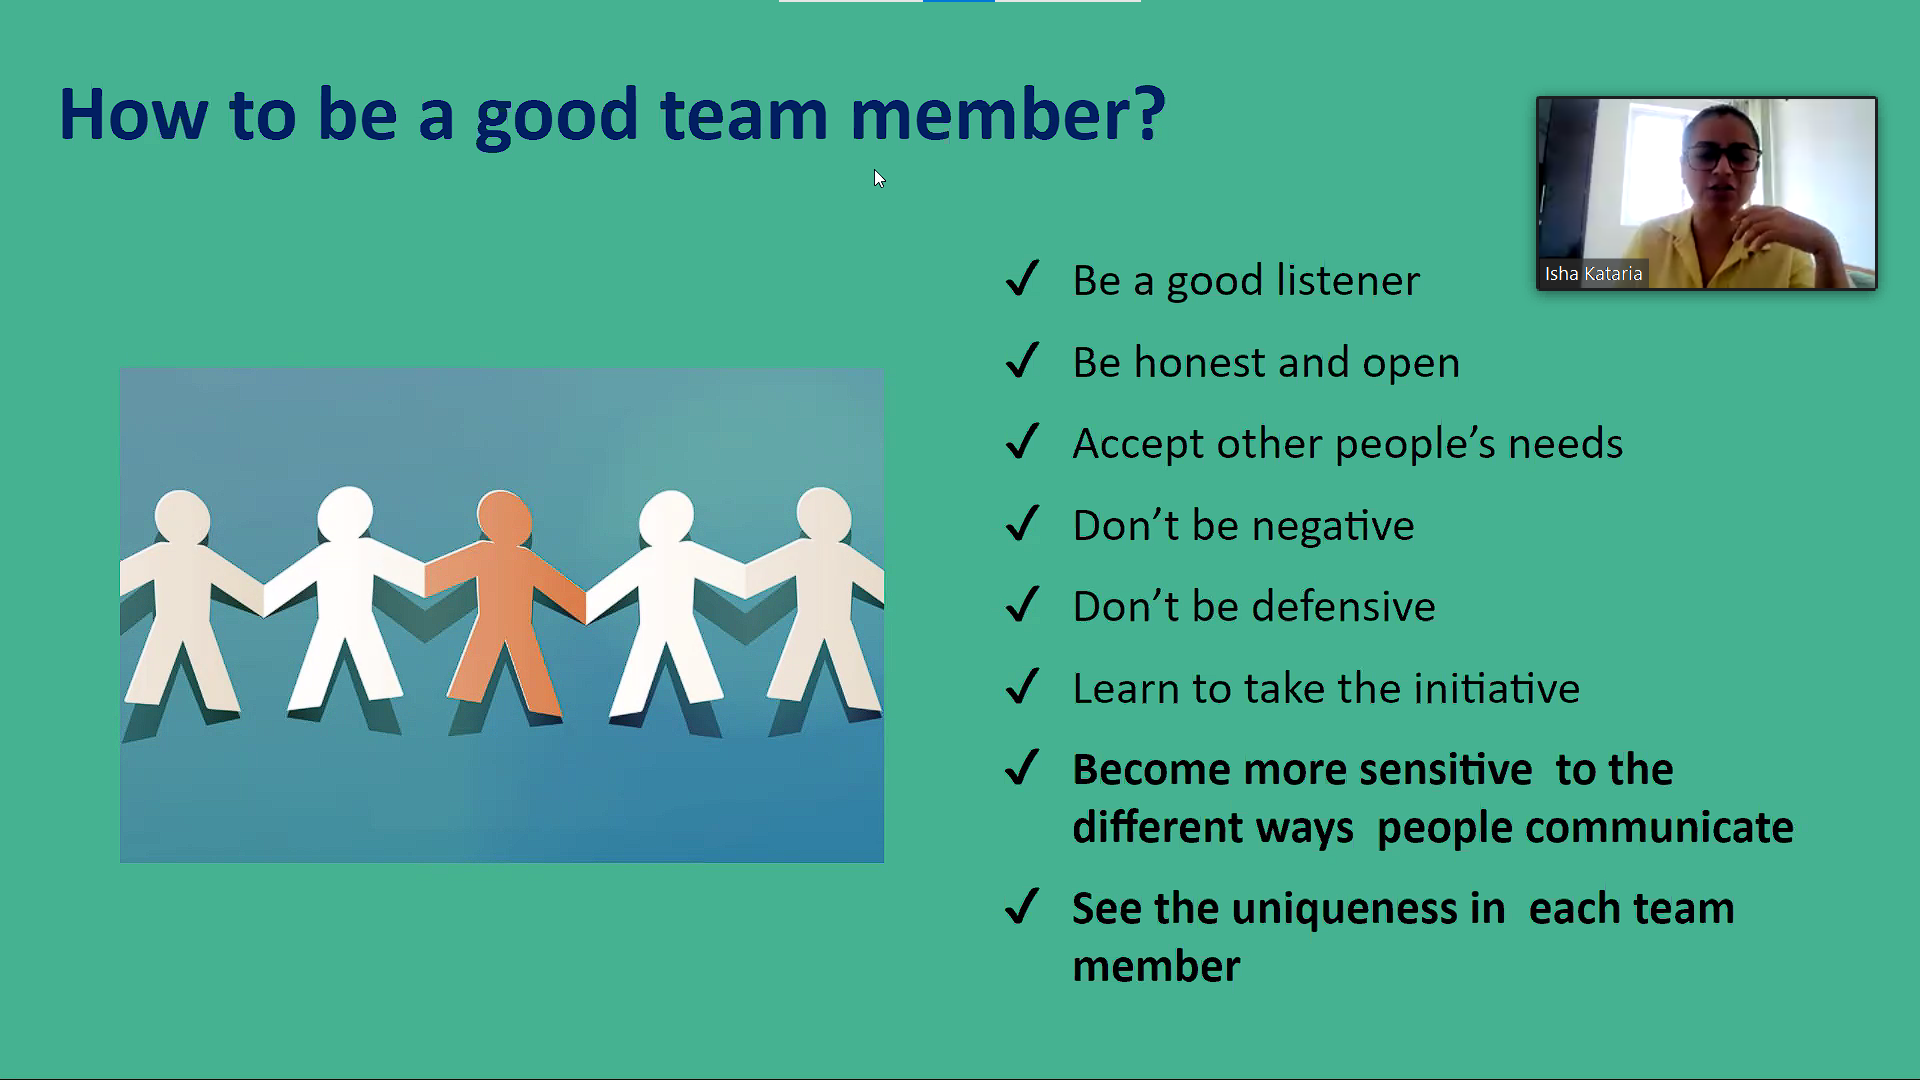 How to be a good team member?
Isha Kataria
✓ Be a good listener
✓ Be honest and open
✓ Accept other people’s needs
✓ Don’t be negative
✓ Don’t be defensive
✓ Learn to take the initiative
✓ Become more sensitive  to the
different ways  people communicate
✓ See the uniqueness in  each team
member